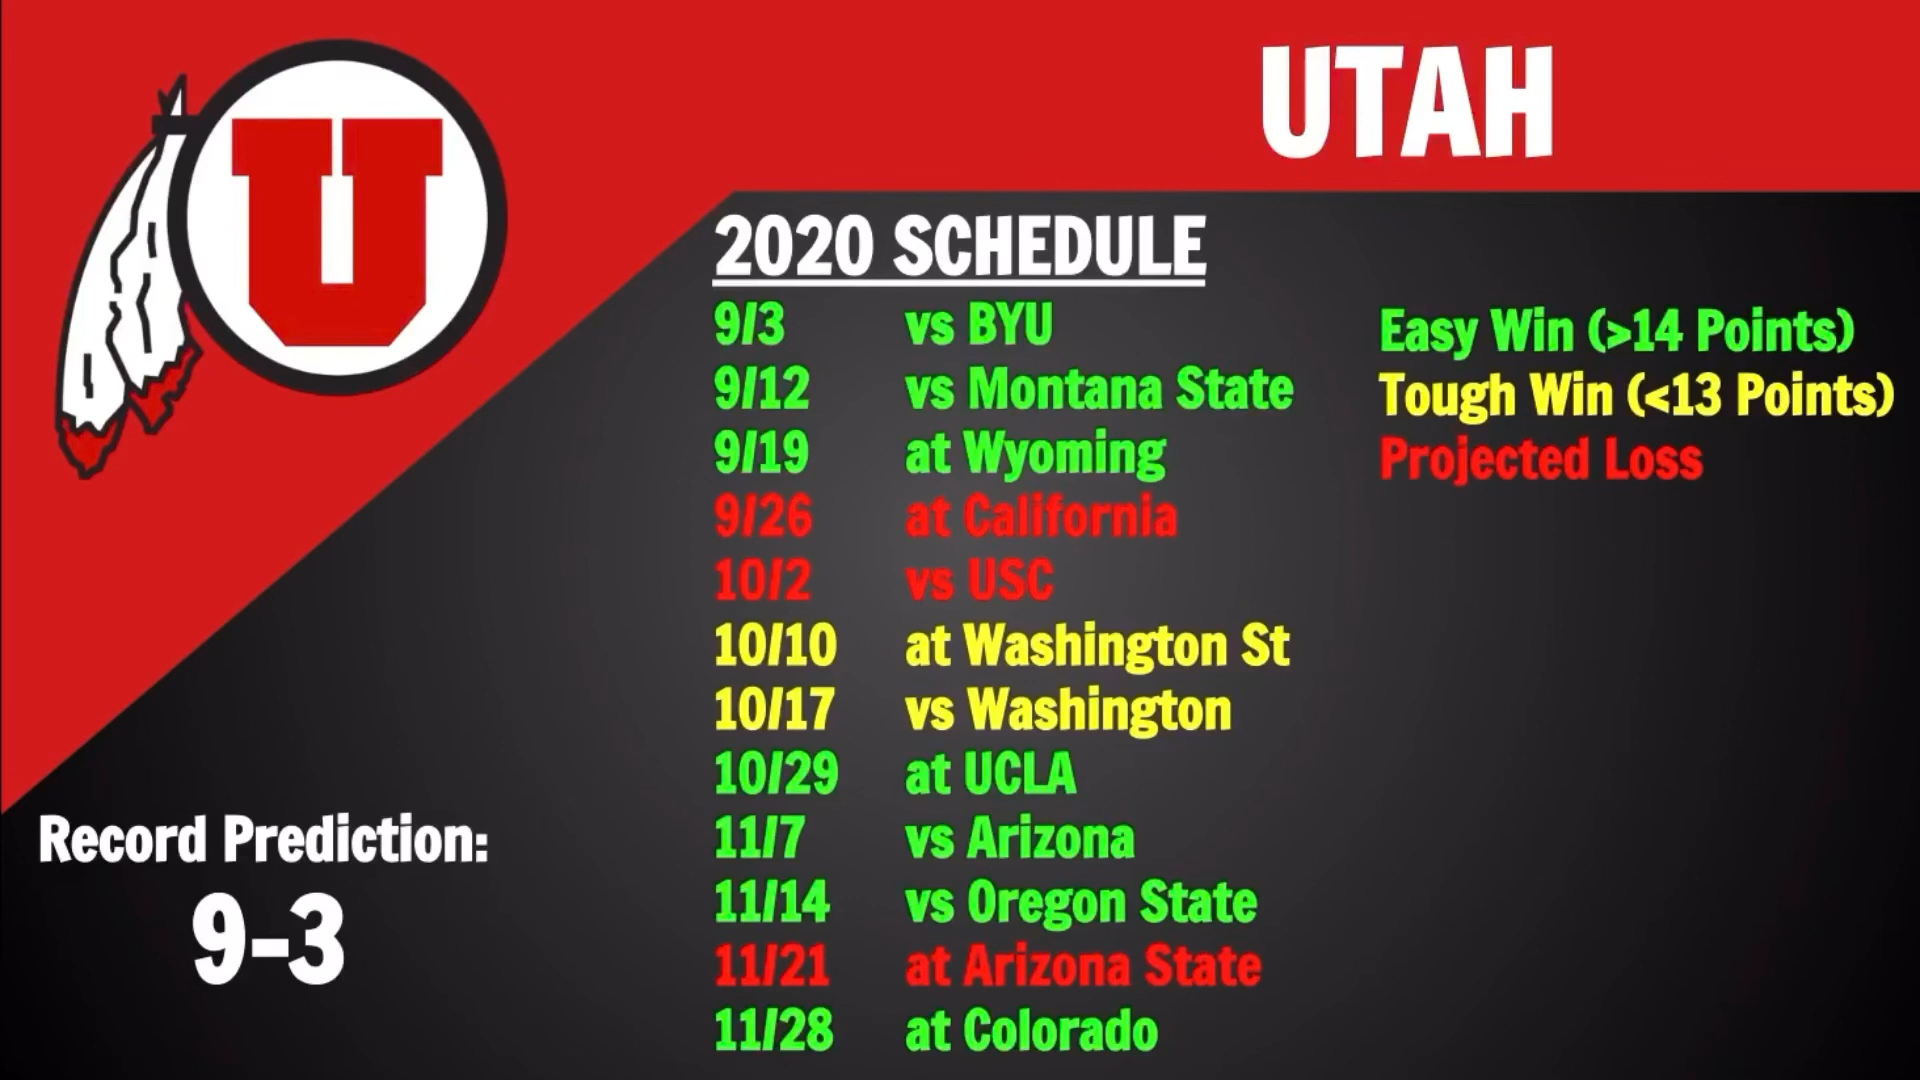 U
UTAH
2020 SCHEDULE
9/3 vs BYU
9/12 vs Montana State
9/19 at Wyoming
9/26 at California
10/2 vs USC
10/10 at Washington St
10/17 vs Washington
10/29 at UCLA
11/7 vs Arizona
11/14 vs Oregon State
11/21 at Arizona State
11/28 at Colorado
Easy Win (>14 Points)
Tough Win (<13 Points)
Projected Loss
Record Prediction:
9-3